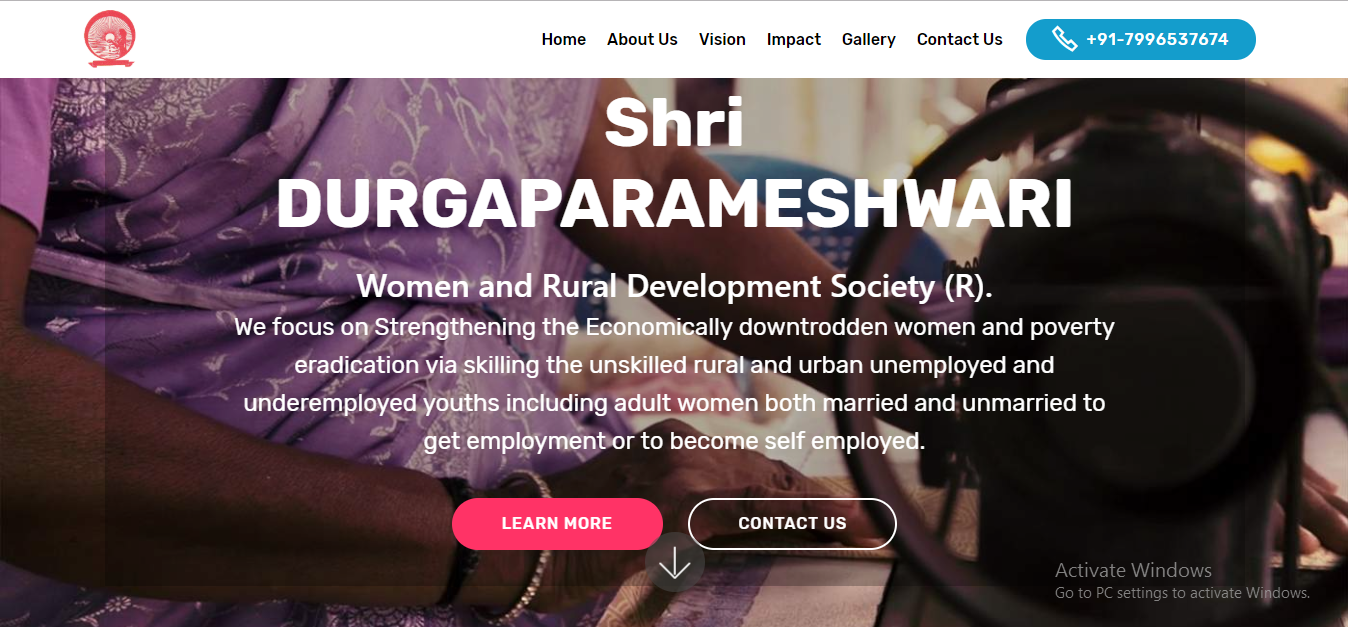 Home About Us Vision Impact Gallery Contact Us +91-7996537674
Shri
DURGAPARAMESHWARI
Women and Rural Development Society (R).
We focus on Strengthening the Economically downtrodden women and poverty
eradication via skilling the unskilled rural and urban unemployed and
underemployed youths including adult women both married and unmarried to
get employment or to become self employed.
LEARN MORE CONTACT US
Activate Windows
Go to PC settings to activate Windows.